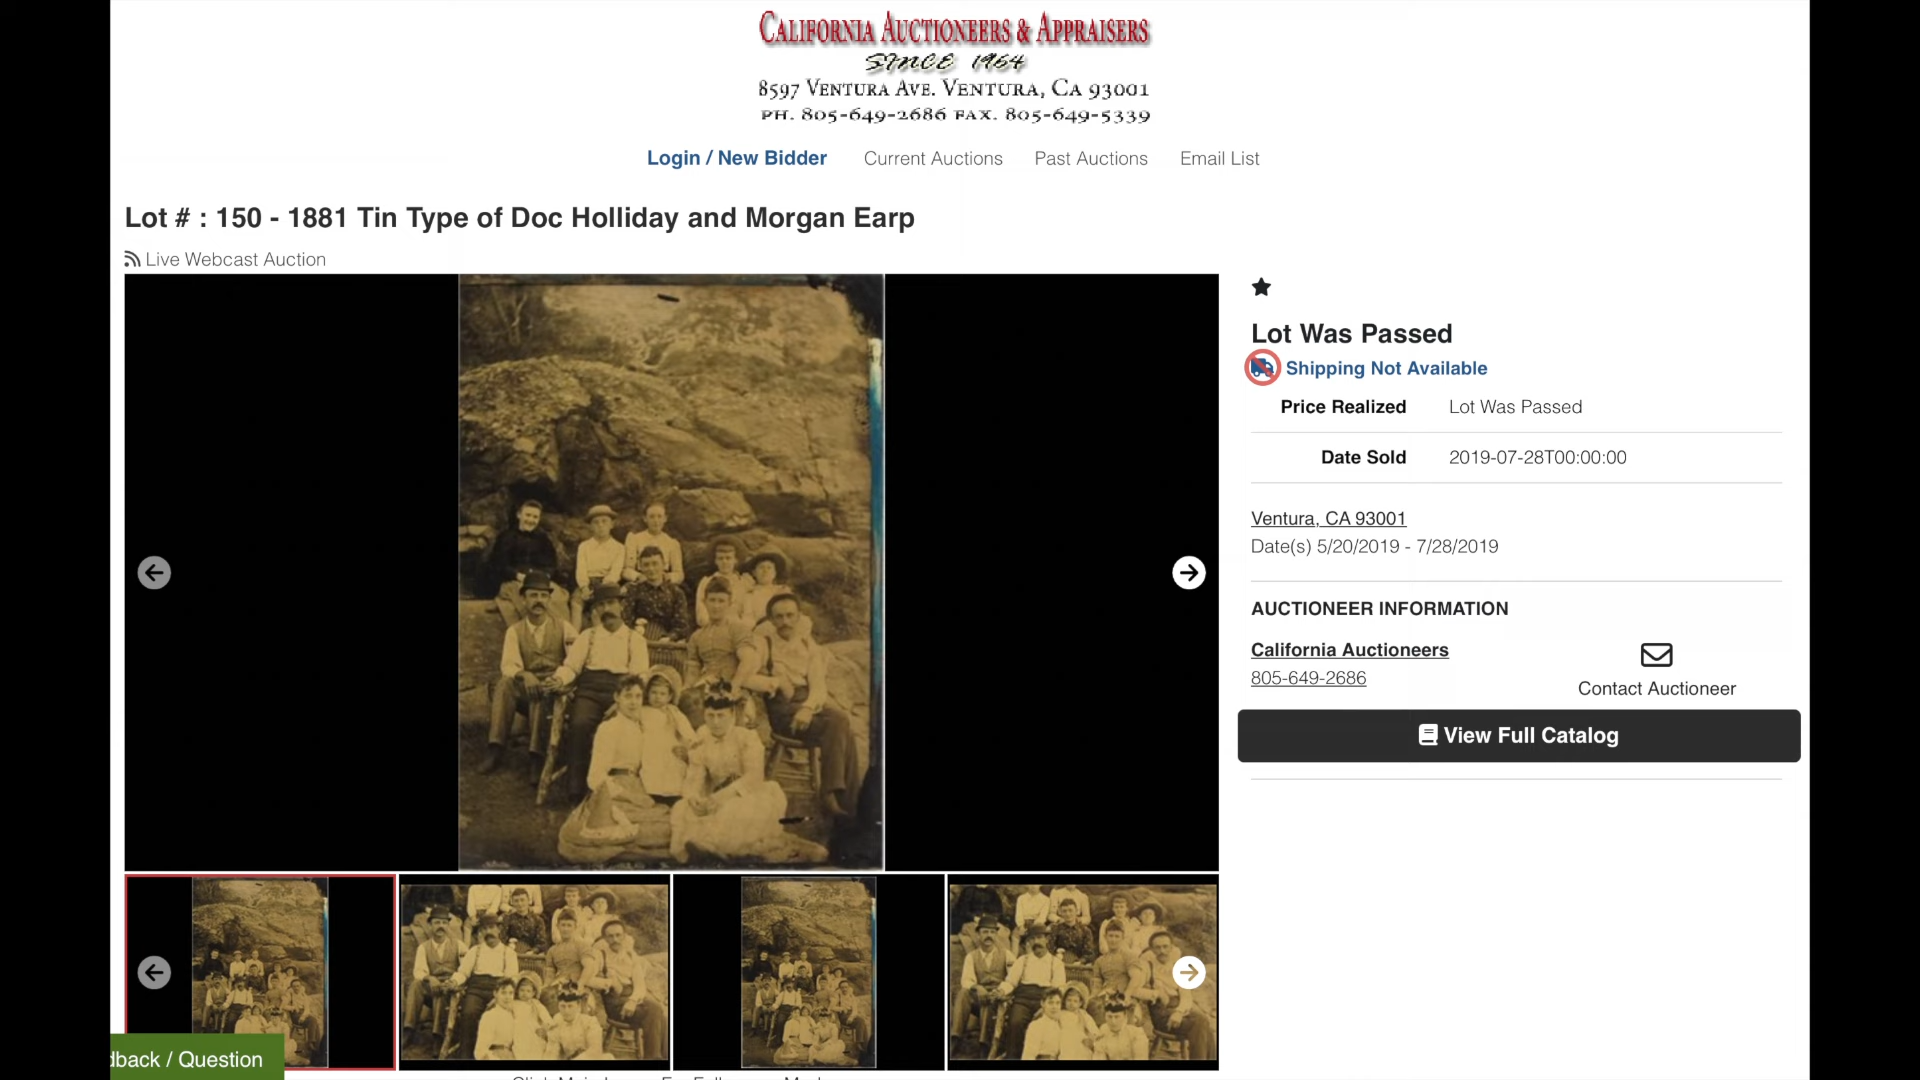 CALIFORNIA AUCTIONEERS & APPRAISERS
SINCE 1964
8597 VENTURA AVE. VENTURA, CA 93001
PH. 805-649-2686 FAX. 805-649-5339
Login / New Bidder Current Auctions Past Auctions Email List
Lot # : 150 - 1881 Tin Type of Doc Holliday and Morgan Earp
Live Webcast Auction
Lot Was Passed
Shipping Not Available
Price Realized Lot Was Passed
Date Sold 2019-07-28T00:00:00
Ventura, CA 93001
Date(s) 5/20/2019 - 7/28/2019
AUCTIONEER INFORMATION
California Auctioneers
805-649-2686
Contact Auctioneer
View Full Catalog
dback / Question